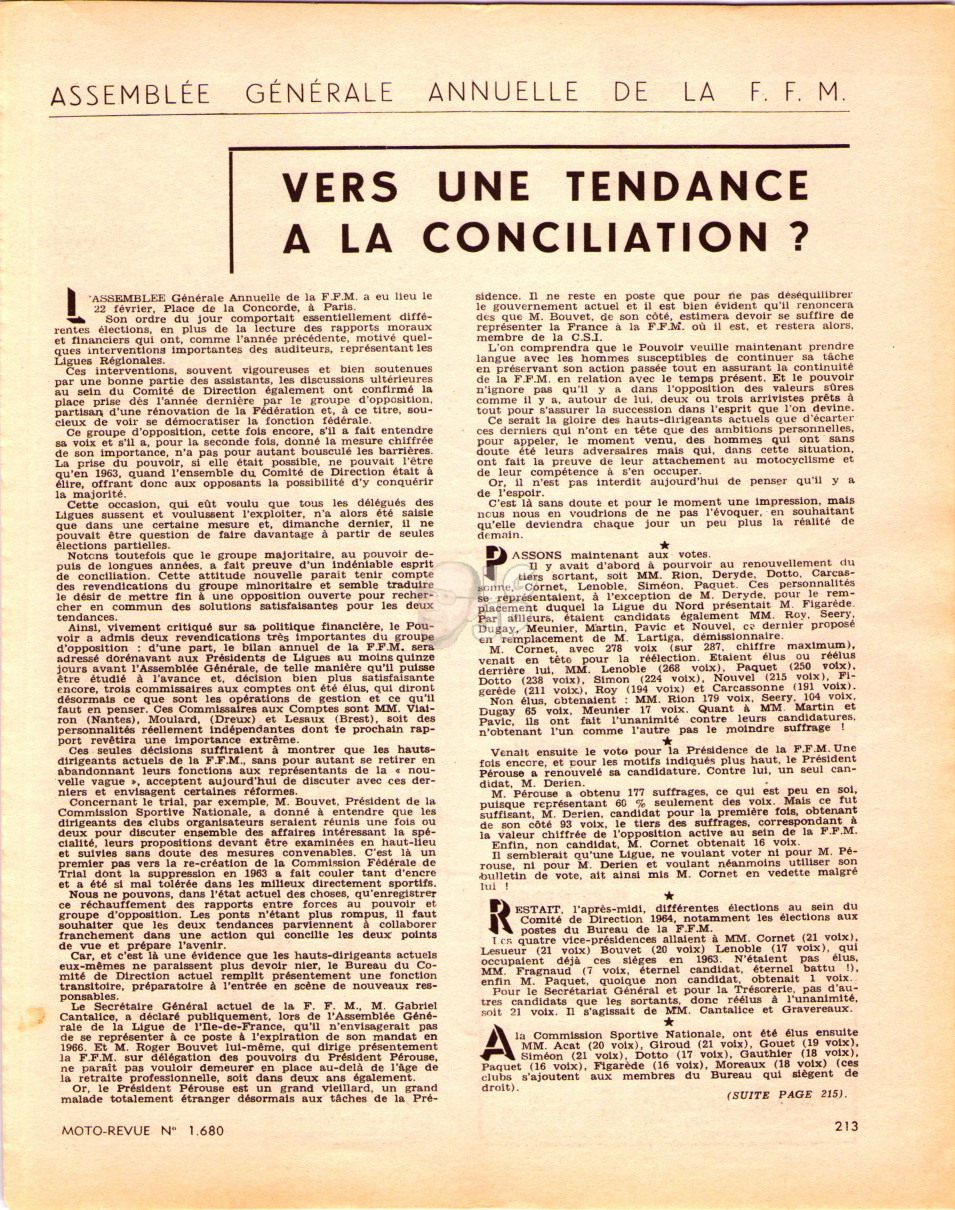 ASSEMBLÉE GÉNÉRALE ANNUELLE DE LA F. F. M.
VERS UNE TENDANCE
A LA CONCILIATION ?
L'ASSEMBLEE Générale Annuelle de la F.F.M. a eu lieu le
22 février, Place de la Concorde, à Paris.
Son ordre du jour comportait essentiellement diffé-
rentes élections, en plus de la lecture des rapports moraux
et financiers qui ont, comme l'année précédente, motivé quel-
ques interventions importantes des auditeurs, représentant les
Ligues Régionales.
Ces interventions, souvent vigoureuses et bien soutenues
par une bonne partie des assistants, les discussions ultérieures
au sein du Comité de Direction également ont confirmé la
place prise dès l'année dernière par le groupe d'opposition,
partisan d'une rénovation de la Fédération et, à ce titre, sou-
cieux de voir se démocratiser la fonction fédérale.
Ce groupe d'opposition, cette fois encore, s'il a fait entendre
sa voix et s'il a, pour la seconde fois, donné la mesure chiffrée
de son importance, n'a pas pour autant bousculé les barrières.
La prise du pouvoir, si elle était possible, ne pouvait l'être
qu'en 1963, quand l'ensemble du Comité de Direction était à
élire, offrant donc aux opposants la possibilité d'y conquérir
la majorité.
Cette occasion, qui eût voulu que tous les délégués des
Ligues sussent et voulussent l'exploiter, n'a alors été saisie
que dans une certaine mesure et, dimanche dernier, il ne
pouvait être question de faire davantage à partir de seules
élections partielles.
Notons toutefois que le groupe majoritaire, au pouvoir de-
puis de longues années, a fait preuve d'un indéniable esprit
de conciliation. Cette attitude nouvelle parait tenir compte
des revendications du groupe minoritaire et semble traduire
le désir de mettre fin à une opposition ouverte pour recher-
cher en commun des solutions satisfaisantes pour les deux
tendances.
Ainsi, vivement critiqué sur sa politique financière, le Pou-
voir a admis deux revendications très importantes du groupe
d'opposition : d'une part, le bilan annuel de la F.F.M. sera
adressé dorénavant aux Présidents de Ligues au moins quinze
jours avant l'Assemblée Générale, de telle manière qu'il puisse
être étudié à l'avance et, décision bien plus satisfaisante
encore, trois commissaires aux comptes ont été élus, qui diront
désormais ce que sont les opérations de gestion et ce qu'il
faut en penser. Ces Commissaires aux Comptes sont MM. Vial-
ron (Nantes), Moulard, (Dreux) et Lesaux (Brest), soit des
personnalités réellement indépendantes dont le prochain rap-
port revêtira une importance extrême.
Ces seules décisions suffiraient à montrer que les hauts-
dirigeants actuels de la F.F.M., sans pour autant se retirer en
abandonnant leurs fonctions aux représentants de la « nou-
velle vague », acceptent aujourd'hui de discuter avec ces der-
niers et envisagent certaines réformes.
Concernant le trial, par exemple, M. Bouvet, Président de la
Commission Sportive Nationale, a donné à entendre que les
dirigeants des clubs organisateurs seraient réunis une fois ou
deux pour discuter ensemble des affaires intéressant la spé-
cialité, leurs propositions devant être examinées en haut-lieu
et suivies sans doute des mesures convenables. C'est là un
premier pas vers la re-création de la Commission Fédérale de
Trial dont la suppression en 1963 a fait couler tant d'encre
et a été si mal tolérée dans les milieux directement sportifs.
Nous ne pouvons, dans l'état actuel des choses, qu'enregistrer
ce réchauffement des rapports entre forces au pouvoir et
groupe d'opposition. Les ponts n'étant plus rompus, il faut
souhaiter que les deux tendances parviennent à collaborer
franchement dans une action qui concilie les deux points
de vue et prépare l'avenir.
Car, et c'est là une évidence que les hauts-dirigeants actuels
eux-mêmes ne paraissent plus devoir nier, le Bureau du Co-
mité de Direction actuel remplit présentement une fonction
transitoire, préparatoire à l'entrée en scène de nouveaux res-
ponsables.
Le Secrétaire Général actuel de la F. F. M., M. Gabriel
Cantalice, a déclaré publiquement, lors de l'Assemblée Géné-
rale de la Ligue de l'Ile-de-France, qu'il n'envisagerait pas
de se représenter à ce poste à l'expiration de son mandat en
1966. Et M. Roger Bouvet lui-même, qui dirige présentement
la F.F.M. sur délégation des pouvoirs du Président Pérouse,
ne paraît pas vouloir demeurer en place au-delà de l'âge de
la retraite professionnelle, soit dans deux ans également.
Or, le Président Pérouse est un grand vieillard, un grand
malade totalement étranger désormais aux tâches de la Pré-
sidence. Il ne reste en poste que pour ne pas déséquilibrer
le gouvernement actuel et il est bien évident qu'il renoncera
dès que M. Bouvet, de son côté, estimera devoir se suffire de
représenter la France à la F.F.M. où il est, et restera alors,
membre de la C.S.I.
L'on comprendra que le Pouvoir veuille maintenant prendre
langue avec les hommes susceptibles de continuer sa tâche
en préservant son action passée tout en assurant la continuité
de la F.F.M. en relation avec le temps présent. Et le pouvoir
n'ignore pas qu'il y a dans l'opposition des valeurs sûres
comme il y a, autour de lui, deux ou trois arrivistes prêts à
tout pour s'assurer la succession dans l'esprit que l'on devine.
Ce serait la gloire des hauts-dirigeants actuels que d'écarter
ces derniers qui n'ont en tête que des ambitions personnelles,
pour appeler, le moment venu, des hommes qui ont sans
doute été leurs adversaires mais qui, dans cette situation,
ont fait la preuve de leur attachement au motocyclisme et
de leur compétence à s'en occuper.
Or, il n'est pas interdit aujourd'hui de penser qu'il y a
de l'espoir.
C'est là sans doute et pour le moment une impression, mais
nous nous en voudrions de ne pas l'évoquer, en souhaitant
qu'elle deviendra chaque jour un peu plus la réalité de
demain.
PASSONS maintenant aux votes.
Il y avait d'abord à pourvoir au renouvellement du
tiers sortant, soit MM. Rion, Deryde, Dotto, Carcas-
sonne, Cornet, Lenoble, Siméon, Paquet. Ces personalités
se représentaient, à l'exception de M. Deryde, pour le rem-
placement duquel la Ligue du Nord présentait M. Figarède.
Par ailleurs, étaient candidats également MM. Roy, Seery,
Dugay, Meunier, Martin, Pavic et Nouvel, ce dernier proposé
en remplacement de M. Lartiga, démissionnaire.
M. Cornet, avec 278 voix (sur 287, chiffre maximum),
venait en tête pour la réélection. Etaient élus ou réélus
derrière lui, MM. Lenoble (268 voix), Paquet (250 voix),
Dotto (238 voix), Simon (224 voix), Nouvel (215 voix), Fi-
gerède (211 voix), Roy (194 voix) et Carcassonne (191 voix).
Non élus, obtenaient : MM. Rion 179 voix, Seery, 104 voix,
Dugay 65 voix, Meunier 17 voix. Quant à MM. Martin et
Pavic, ils ont fait l'unanimité contre leurs candidatures,
n'obtenant l'un comme l'autre pas le moindre suffrage !
Venait ensuite le vote pour la Présidence de la F.F.M. Une
fois encore, et pour les motifs indiqués plus haut, le Président
Pérouse a renouvelé sa candidature. Contre lui, un seul can-
didat, M. Derien.
M. Pérouse a obtenu 177 suffrages, ce qui est peu en soi,
puisque représentant 60 % seulement des voix. Mais ce fut
suffisant, M. Derien, candidat pour la première fois, obtenant
de son côté 93 voix, le tiers des suffrages, correspondant à
la valeur chiffrée de l'opposition active au sein de la F.F.M.
Enfin, non candidat, M. Cornet obtenait 16 voix.
Il semblerait qu'une Ligue, ne voulant voter ni pour M. Pé-
rouse, ni pour M. Derien et voulant néanmoins utiliser son
bulletin de vote, ait ainsi mis M. Cornet en vedette malgré
lui !
RESTAIT, l'après-midi, différentes élections au sein du
Comité de Direction 1964, notamment les élections aux
postes du Bureau de la F.F.M.
Les quatre vice-présidences allaient à MM. Cornet (21 voix),
Lesueur (21 voix) Bouvet (20 voix) Lenoble (17 voix), qui
occupaient déjà ces sièges en 1963. N'étaient pas élus,
MM. Fragnaud (7 voix, éternel candidat, éternel battu !),
enfin M. Paquet, quoique non candidat, obtenait 1 voix.
Pour le Secrétariat Général et pour la Trésorerie, pas d'au-
tres candidats que les sortants, donc réélus à l'unanimité,
soit 21 voix. Il s'agissait de MM. Cantalice et Gravereaux.
A la Commission Sportive Nationale, ont été élus ensuite
MM. Acat (20 voix), Giroud (21 voix), Gouet (19 voix),
Siméon (21 voix), Dotto (17 voix), Gauthier (18 voix),
Paquet (16 voix), Figarède (16 voix), Moreaux (18 voix) (ces
clubs s'ajoutent aux membres du Bureau qui siègent de
droit).
(SUITE PAGE 215).
MOTO-REVUE N° 1.680
213